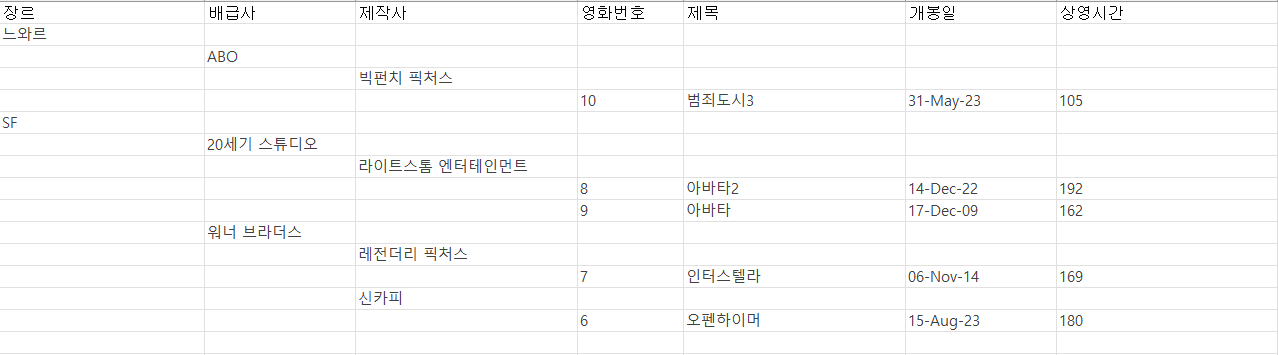 장르 배급사 제작사 영화번호 제목 개봉일 상영시간
느와르
ABO
빅펀치 픽처스
10 범죄도시3 31-May-23 105
SF
20세기 스튜디오
라이트스톰 엔터테인먼트
8 아바타2 14-Dec-22 192
9 아바타 17-Dec-09 162
워너 브라더스
레전더리 픽처스
7 인터스텔라 06-Nov-14 169
신카피
6 오펜하이머 15-Aug-23 180